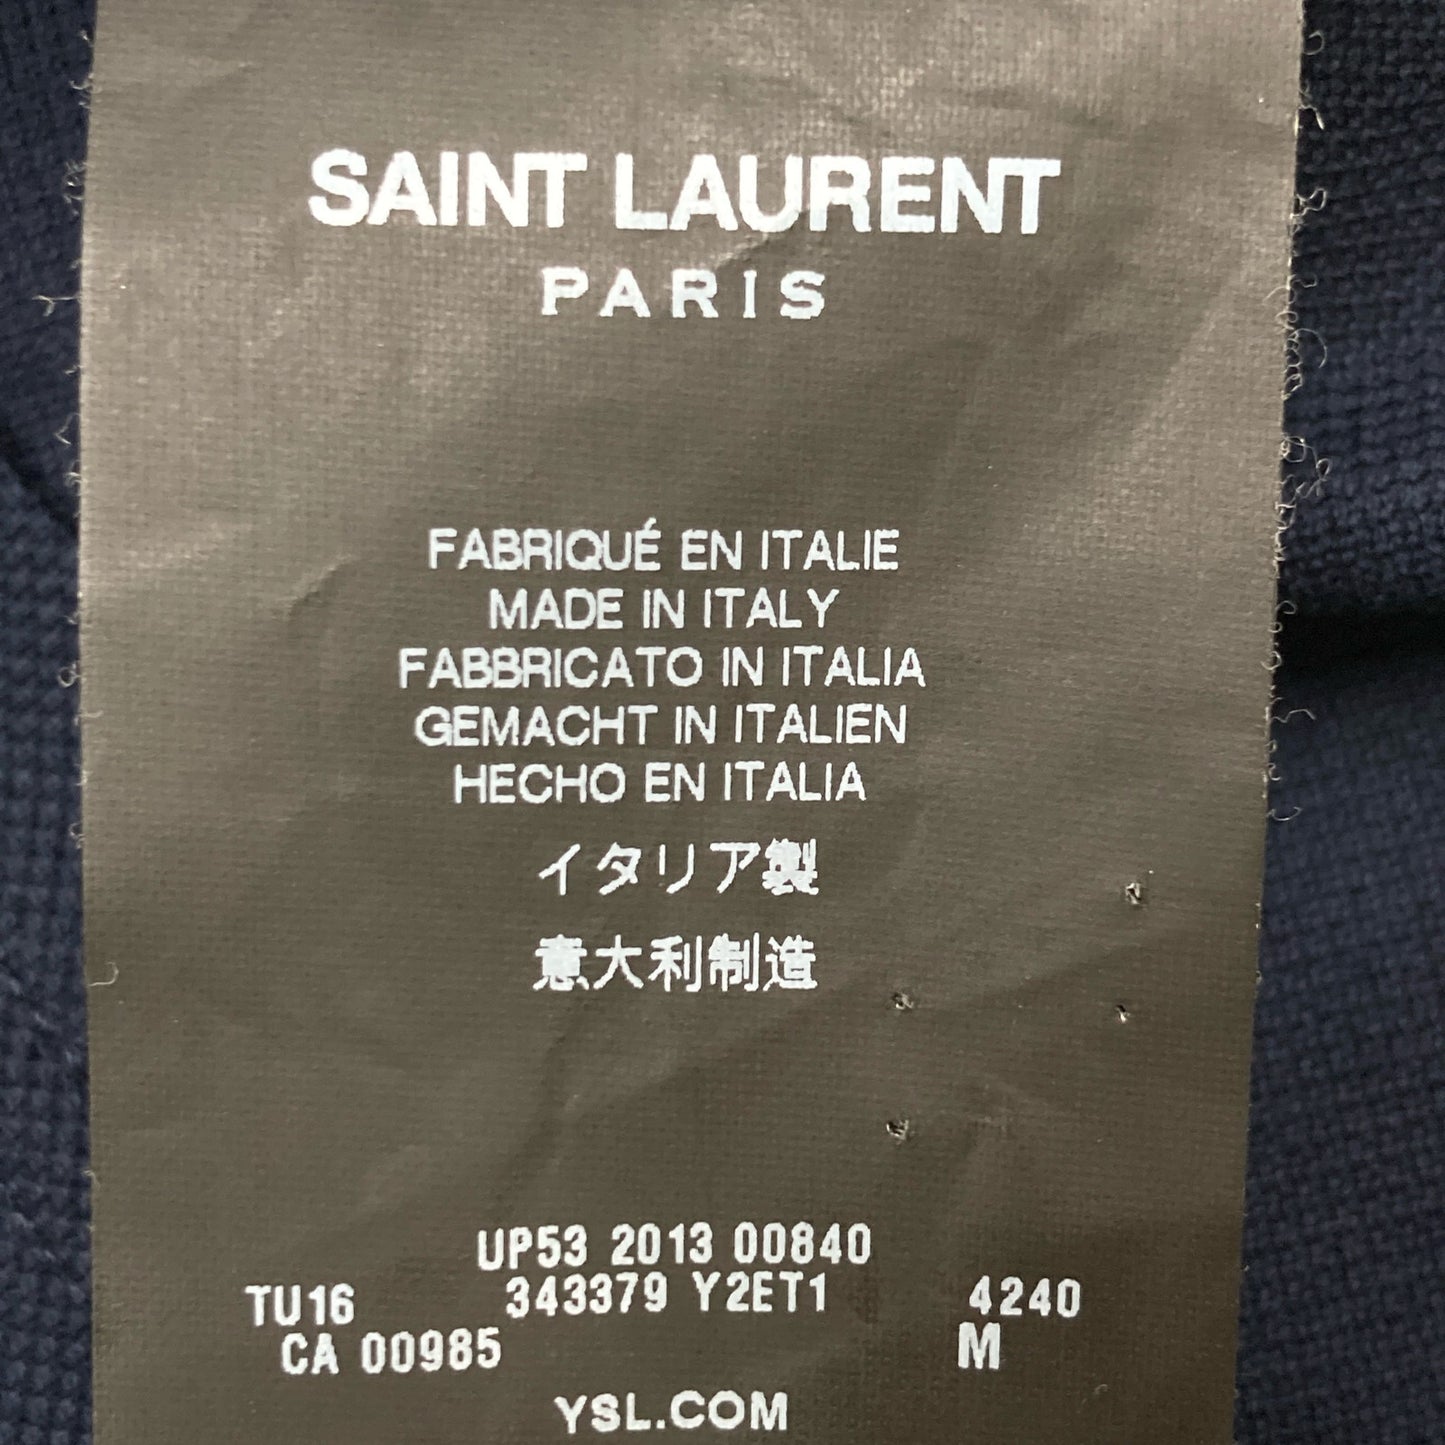 SAINT LAURENT
PARIS
FABRIQUÉ EN ITALIE
MADE IN ITALY
FABBRICATO IN ITALIA
GEMACHT IN ITALIEN
HECHO EN ITALIA
イタリア製
意大利制造
UP53 2013 00840
TU16 343379 Y2ET1 4240
CA 00985 M
YSL.COM